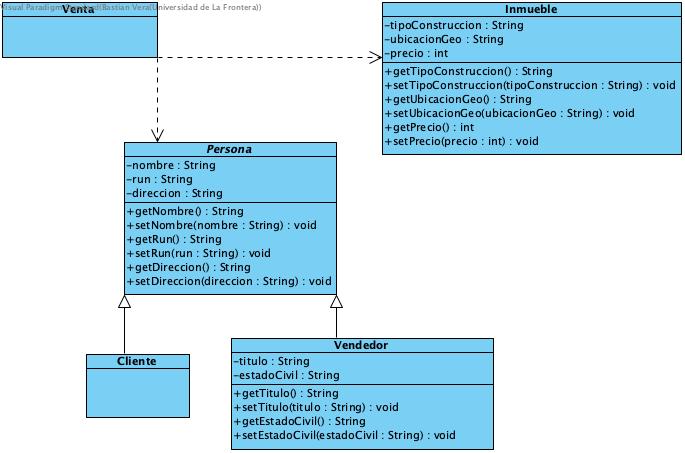 Visual Paradigm Standard(Bastian Vera(Universidad de La Frontera))
Venta
Inmueble
-tipoConstruccion : String
-ubicacionGeo : String
-precio : int
+getTipoConstruccion() : String
+setTipoConstruccion(tipoConstruccion : String) : void
+getUbicacionGeo() : String
+setUbicacionGeo(ubicacionGeo : String) : void
+getPrecio() : int
+setPrecio(precio : int) : void
Persona
-nombre : String
-run : String
-direccion : String
+getNombre() : String
+setNombre(nombre : String) : void
+getRun() : String
+setRun(run : String) : void
+getDireccion() : String
+setDireccion(direccion : String) : void
Cliente
Vendedor
-titulo : String
-estadoCivil : String
+getTitulo() : String
+setTitulo(titulo : String) : void
+getEstadoCivil() : String
+setEstadoCivil(estadoCivil : String) : void